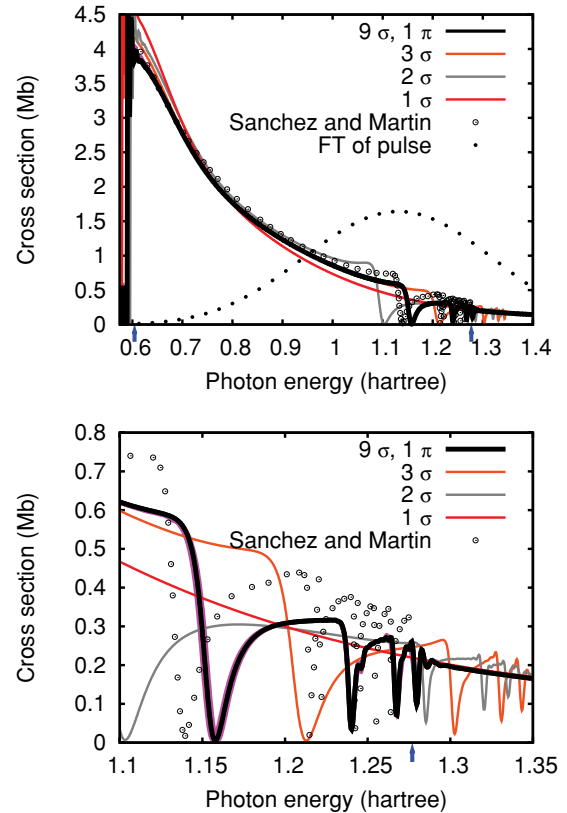 4.5
4
3.5
3
2.5
2
1.5
1
0.5
0
Cross section (Mb)
9 σ, 1 π
3 σ
2 σ
1 σ
Sanchez and Martin
FT of pulse
0.6 0.7 0.8 0.9 1 1.1 1.2 1.3 1.4
Photon energy (hartree)
0.8
0.7
0.6
0.5
0.4
0.3
0.2
0.1
0
Cross section (Mb)
9 σ, 1 π
3 σ
2 σ
1 σ
Sanchez and Martin
1.1 1.15 1.2 1.25 1.3 1.35
Photon energy (hartree)